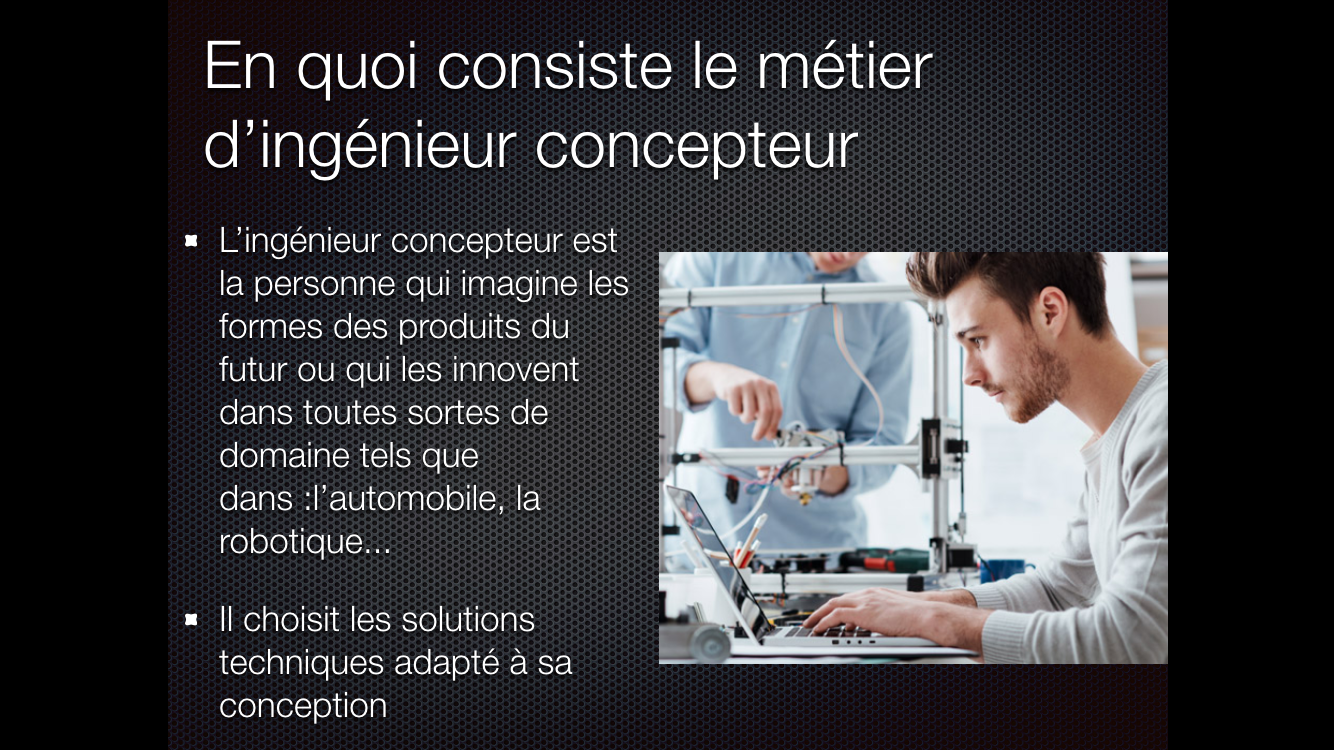 En quoi consiste le métier
d’ingénieur concepteur
L’ingénieur concepteur est
la personne qui imagine les
formes des produits du
futur ou qui les innovent
dans toutes sortes de
domaine tels que
dans :l’automobile, la
robotique...
Il choisit les solutions
techniques adapté à sa
conception